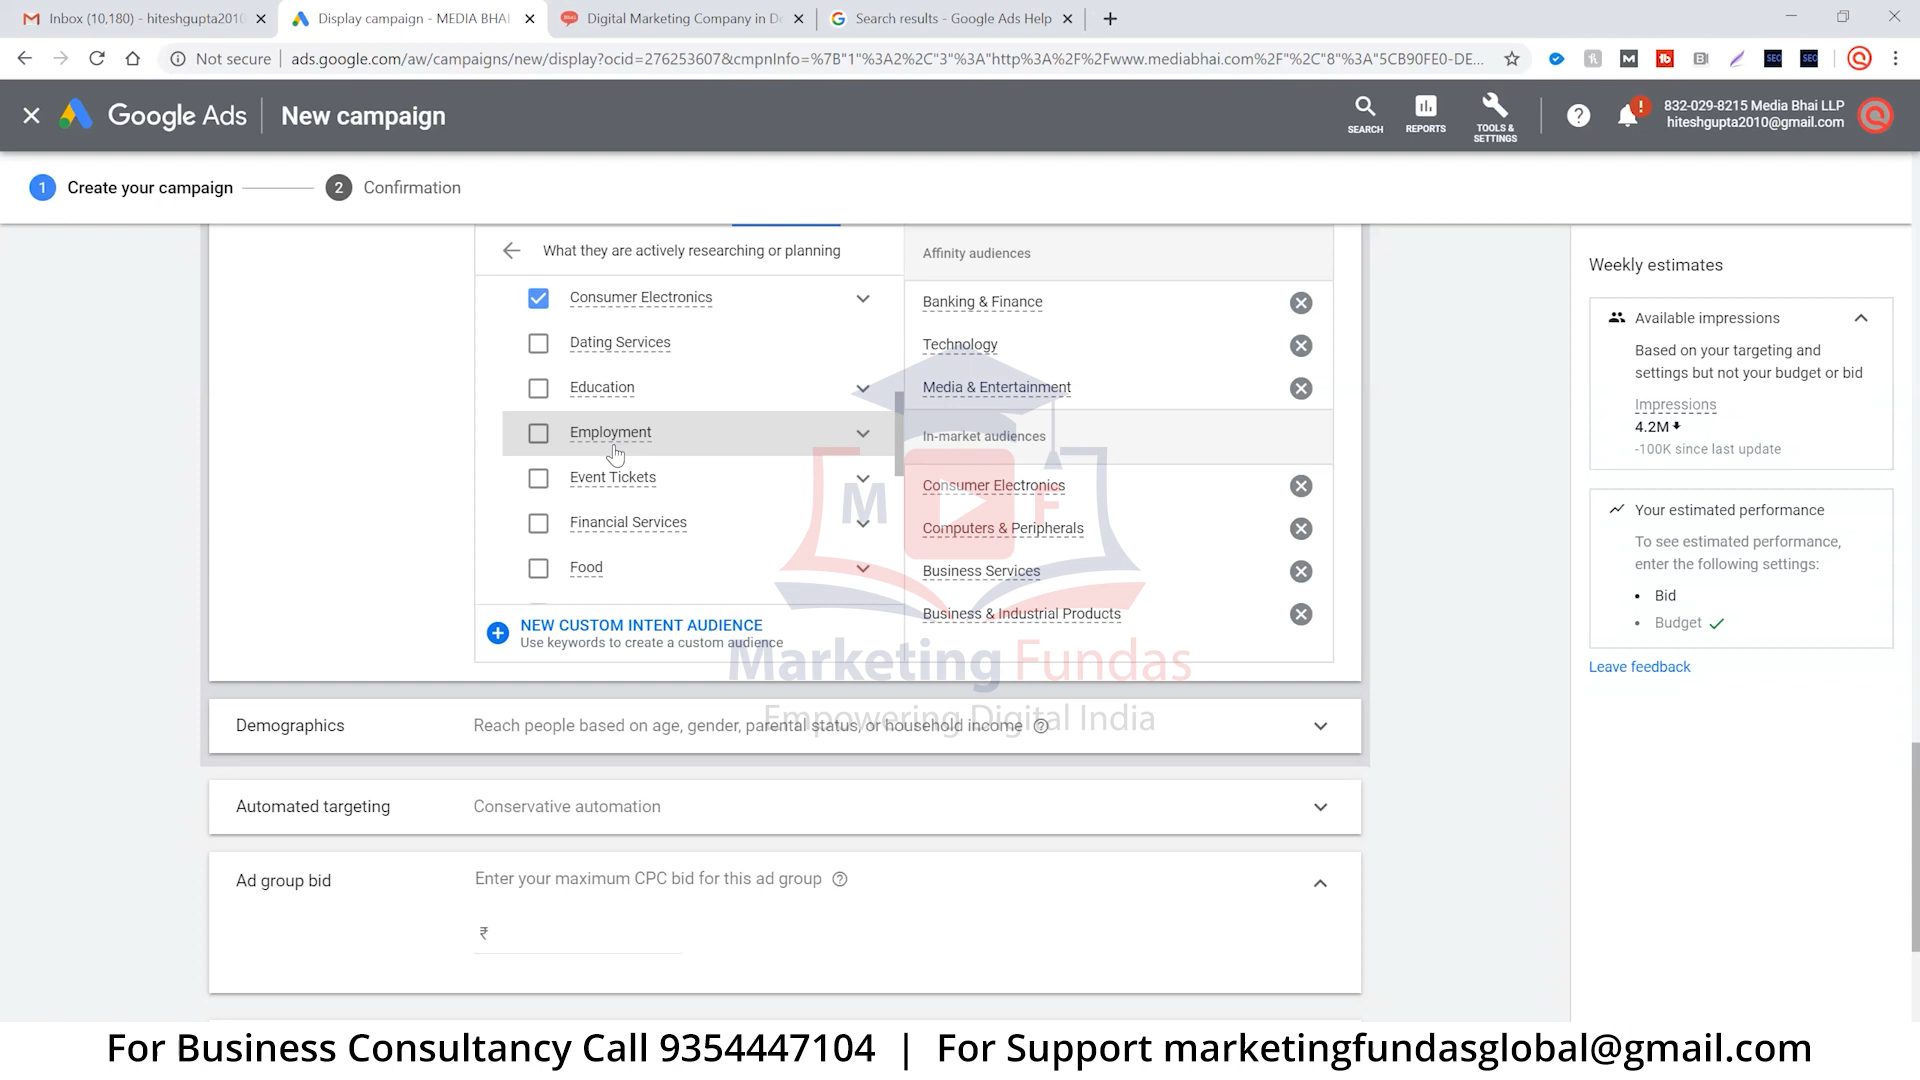 Inbox (10,180) - hiteshgupta2010
Display campaign - MEDIA BHAI
Digital Marketing Company in De
Search results - Google Ads Help
Not secure
ads.google.com/aw/campaigns/new/display?ocid=276253607&cmpnInfo=%7B"1"%3A2%2C"3"%3A"http%3A%2F%2Fwww.mediabhai.com%2F"%2C"8"%3A"5CB90FE0-DE...
Google Ads
New campaign
SEARCH
REPORTS
TOOLS &
SETTINGS
832-029-8215 Media Bhai LLP
hiteshgupta2010@gmail.com
1 Create your campaign
2 Confirmation
What they are actively researching or planning
Consumer Electronics
Dating Services
Education
Employment
Event Tickets
Financial Services
Food
NEW CUSTOM INTENT AUDIENCE
Use keywords to create a custom audience
Affinity audiences
Banking & Finance
Technology
Media & Entertainment
In-market audiences
Consumer Electronics
Computers & Peripherals
Business Services
Business & Industrial Products
M F
Marketing Fundas
Empowering Digital India
Demographics
Reach people based on age, gender, parental status, or household income
Automated targeting
Conservative automation
Ad group bid
Enter your maximum CPC bid for this ad group
₹
Weekly estimates
Available impressions
Based on your targeting and
settings but not your budget or bid
Impressions
4.2M
-100K since last update
Your estimated performance
To see estimated performance,
enter the following settings:
• Bid
• Budget
Leave feedback
For Business Consultancy Call 9354447104 | For Support marketingfundasglobal@gmail.com